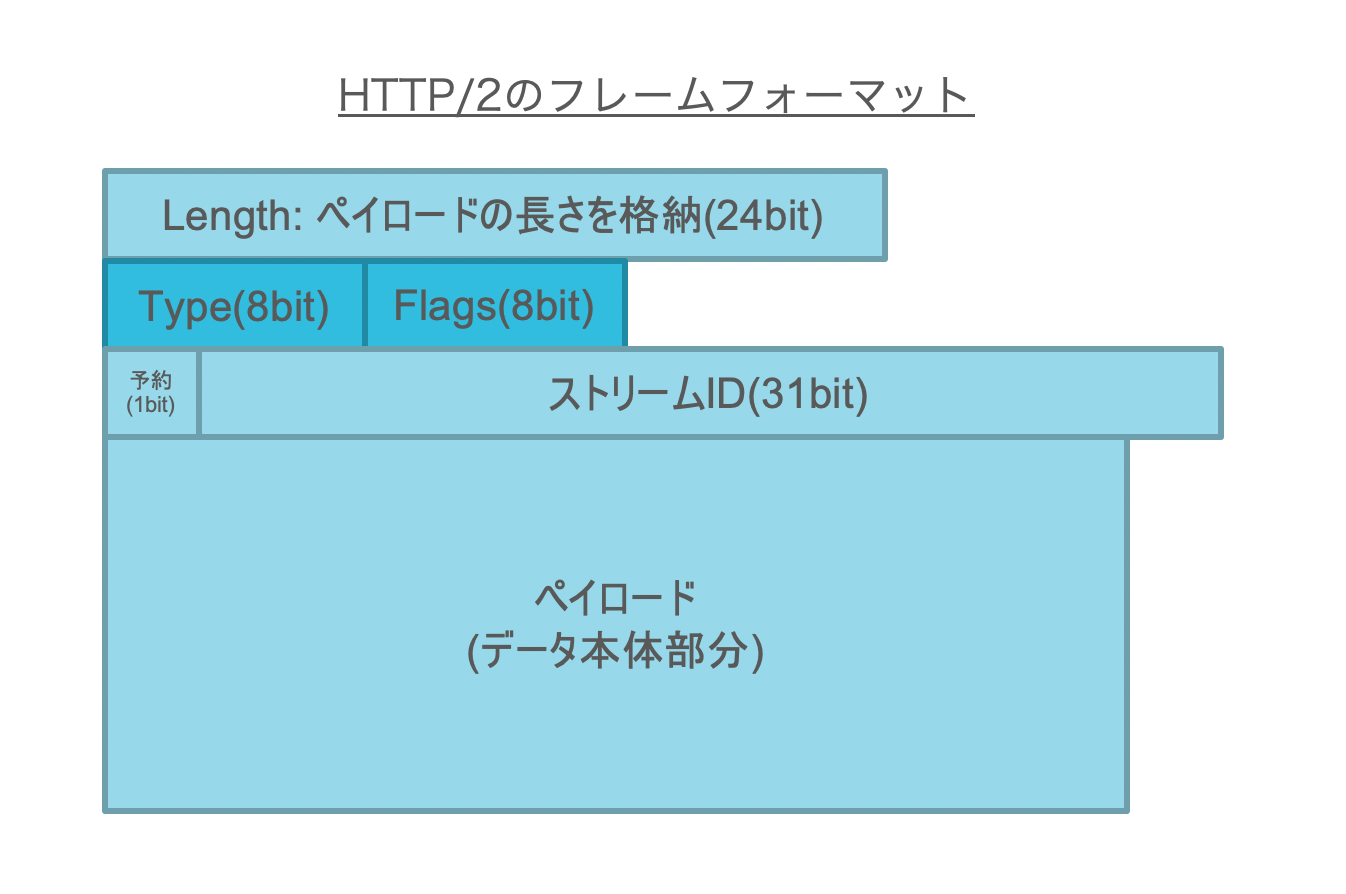 HTTP/2のフレームフォーマット
Length: ペイロードの長さを格納(24bit)
Type(8bit) Flags(8bit)
予約
(1bit)
ストリームID(31bit)
ペイロード
(データ本体部分)